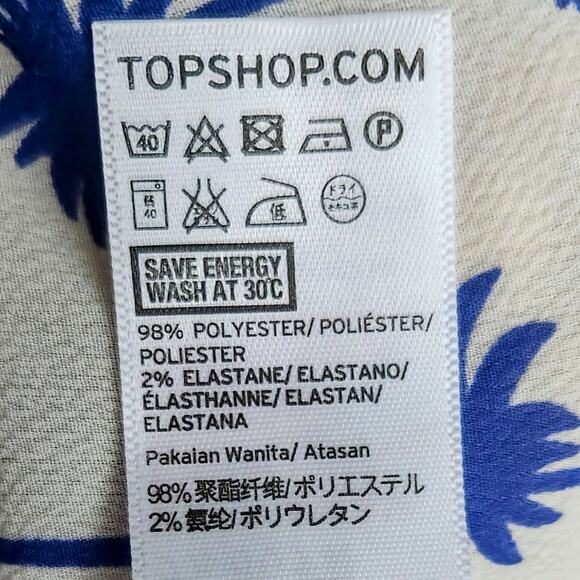 TOPSHOP.COM
40 P
40 低 ドライ
SAVE ENERGY
WASH AT 30°C
98% POLYESTER/ POLIÉSTER/
POLIESTER
2% ELASTANE/ ELASTANO/
ÉLASTHANNE/ ELASTAN/
ELASTANA
Pakaian Wanita/ Atasan
98%聚酯纤维/ポリエステル
2%氨纶/ポリウレタン